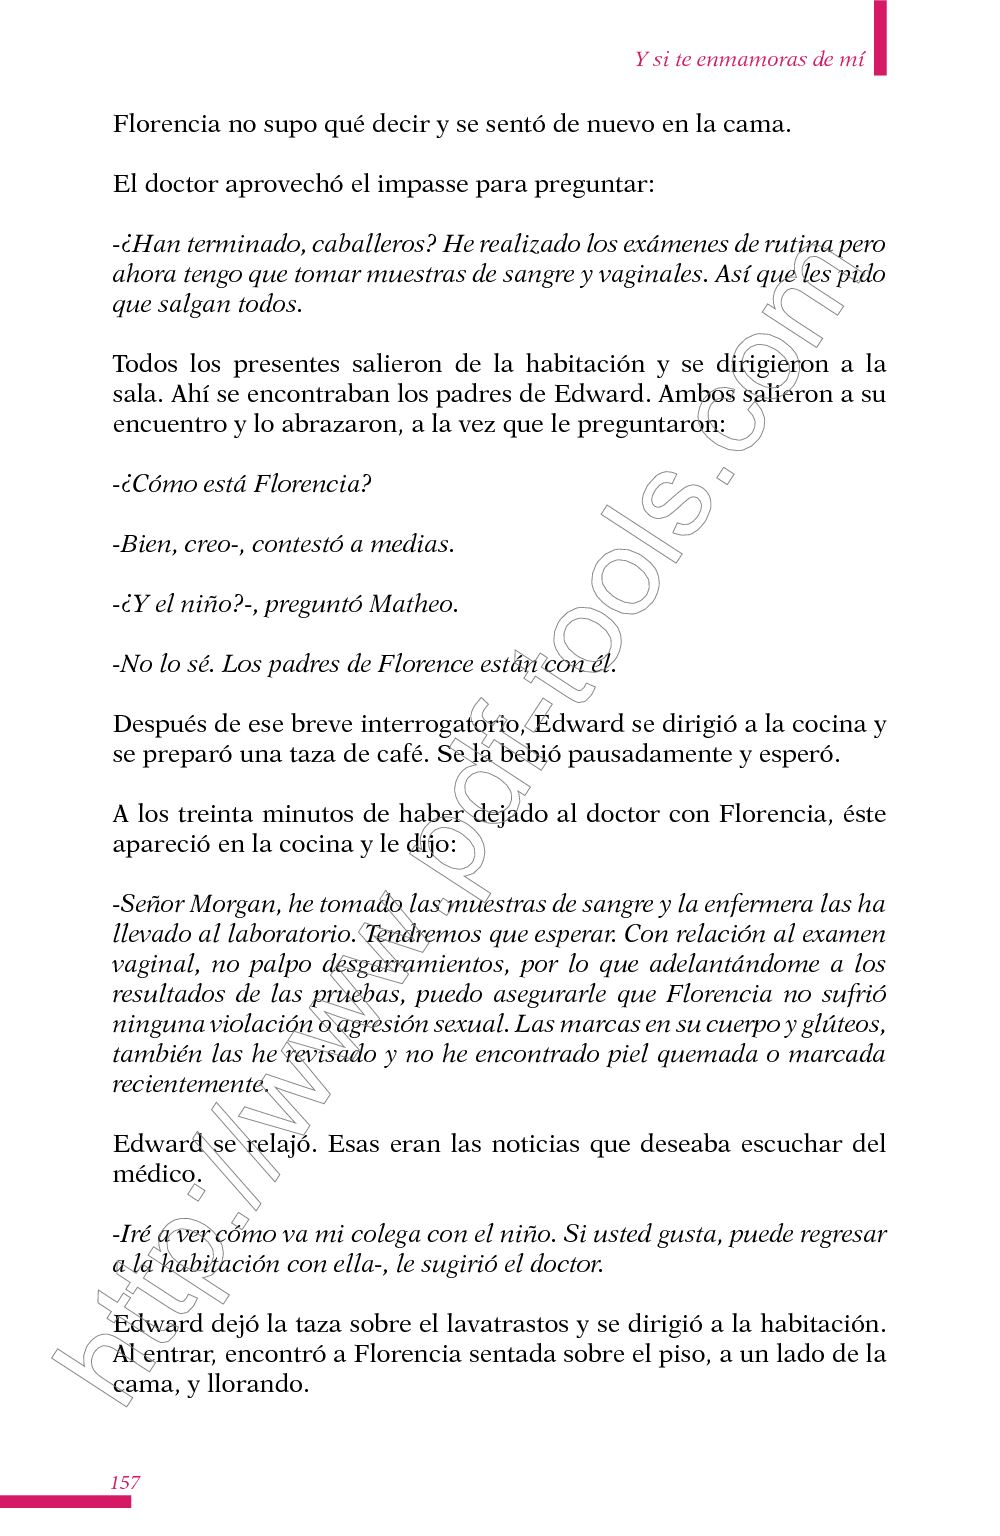 Y si te enmamoras de mí
Florencia no supo qué decir y se sentó de nuevo en la cama.
El doctor aprovechó el impasse para preguntar:
-¿Han terminado, caballeros? He realizado los exámenes de rutina pero
ahora tengo que tomar muestras de sangre y vaginales. Así que les pido
que salgan todos.
Todos los presentes salieron de la habitación y se dirigieron a la
sala. Ahí se encontraban los padres de Edward. Ambos salieron a su
encuentro y lo abrazaron, a la vez que le preguntaron:
-¿Cómo está Florencia?
-Bien, creo-, contestó a medias.
-¿Y el niño?-, preguntó Matheo.
-No lo sé. Los padres de Florence están con él.
Después de ese breve interrogatorio, Edward se dirigió a la cocina y
se preparó una taza de café. Se la bebió pausadamente y esperó.
A los treinta minutos de haber dejado al doctor con Florencia, éste
apareció en la cocina y le dijo:
-Señor Morgan, he tomado las muestras de sangre y la enfermera las ha
llevado al laboratorio. Tendremos que esperar. Con relación al examen
vaginal, no palpo desgarramientos, por lo que adelantándome a los
resultados de las pruebas, puedo asegurarle que Florencia no sufrió
ninguna violación o agresión sexual. Las marcas en su cuerpo y glúteos,
también las he revisado y no he encontrado piel quemada o marcada
recientemente.
Edward se relajó. Esas eran las noticias que deseaba escuchar del
médico.
-Iré a ver cómo va mi colega con el niño. Si usted gusta, puede regresar
a la habitación con ella-, le sugirió el doctor.
Edward dejó la taza sobre el lavatrastos y se dirigió a la habitación.
Al entrar, encontró a Florencia sentada sobre el piso, a un lado de la
cama, y llorando.
157
http://www.pdf-tools.com